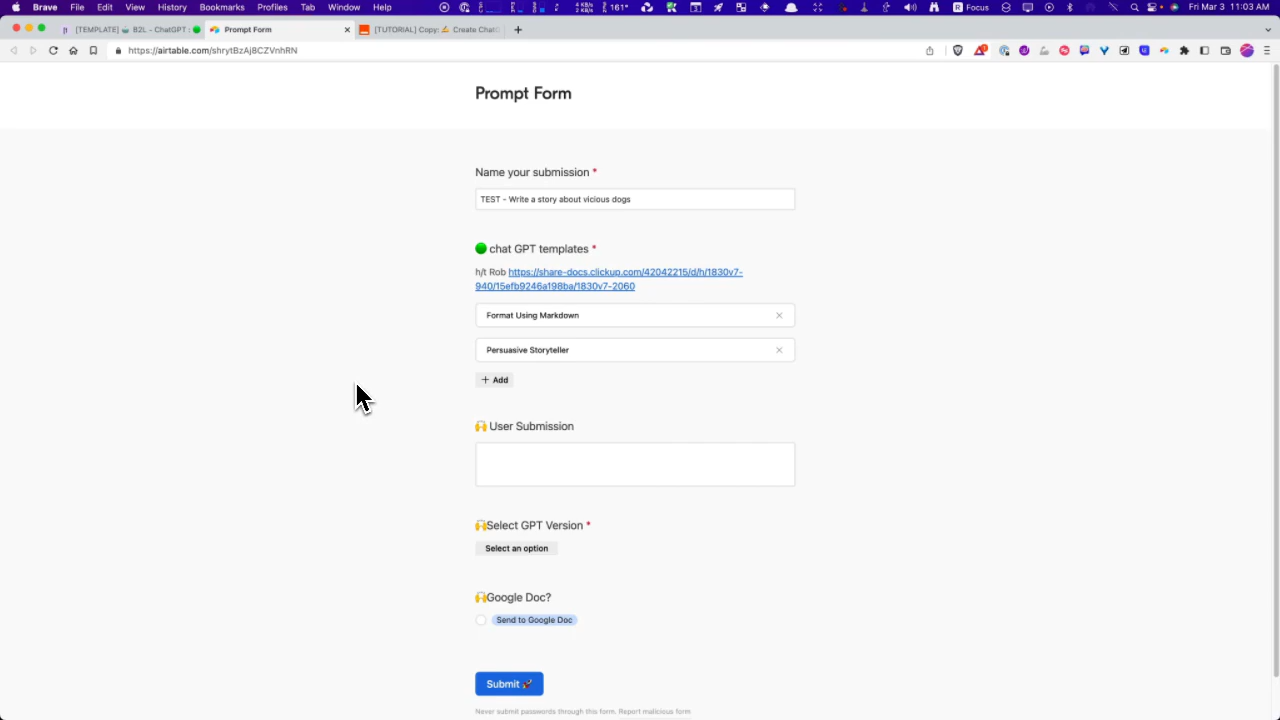 Brave File Edit View History Bookmarks Profiles Tab Window Help Focus Fri Mar 3 1:04 AM
[TEMPLATE] B2L - ChatGPT : Prompt Form [TUTORIAL] Copy: Create Chat
https://airtable.com/shrytBzAj8CZVnhRN
Prompt Form
Name your submission *
TEST - Write a story about vicious dogs
chat GPT templates *
h/t Rob https://share-docs.clickup.com/42042215/d/h/1830v7-
940/15efb9246a198ba/1830v7-2060
Format Using Markdown
Persuasive Storyteller
+ Add
User Submission
Select GPT Version *
Select an option
Google Doc?
Send to Google Doc
Submit
Never submit passwords through this form. Report malicious form